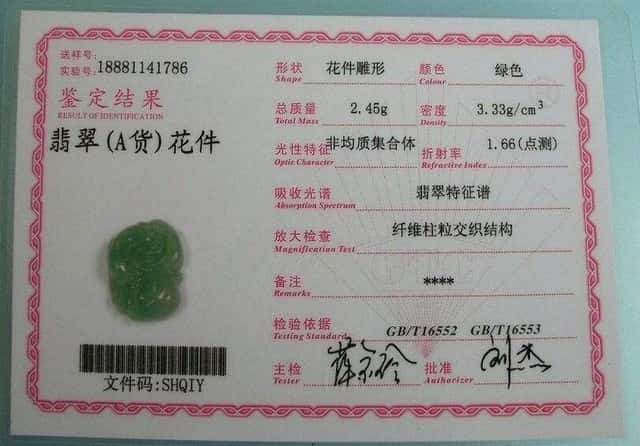 送样号:
实验号: 18881141786
鉴定结果
RESULT OF IDENTIFICATION
翡翠(A货)花件
文件码:SHQIY
形状 花件雕形 颜色 绿色
Shape Colour
总质量 2.45g 密度 3.33g/cm³
Total Mass Density
光性特征 非均质集合体 折射率 1.66(点测)
Optic Character Refractive Index
吸收光谱 翡翠特征谱
Absorption Spectrum
放大检查 纤维柱粒交织结构
Magnification Test
备注 ****
Remarks
检验依据 GB/T16552 GB/T16553
Testing Standard
主检 批准
Tester Authorizer